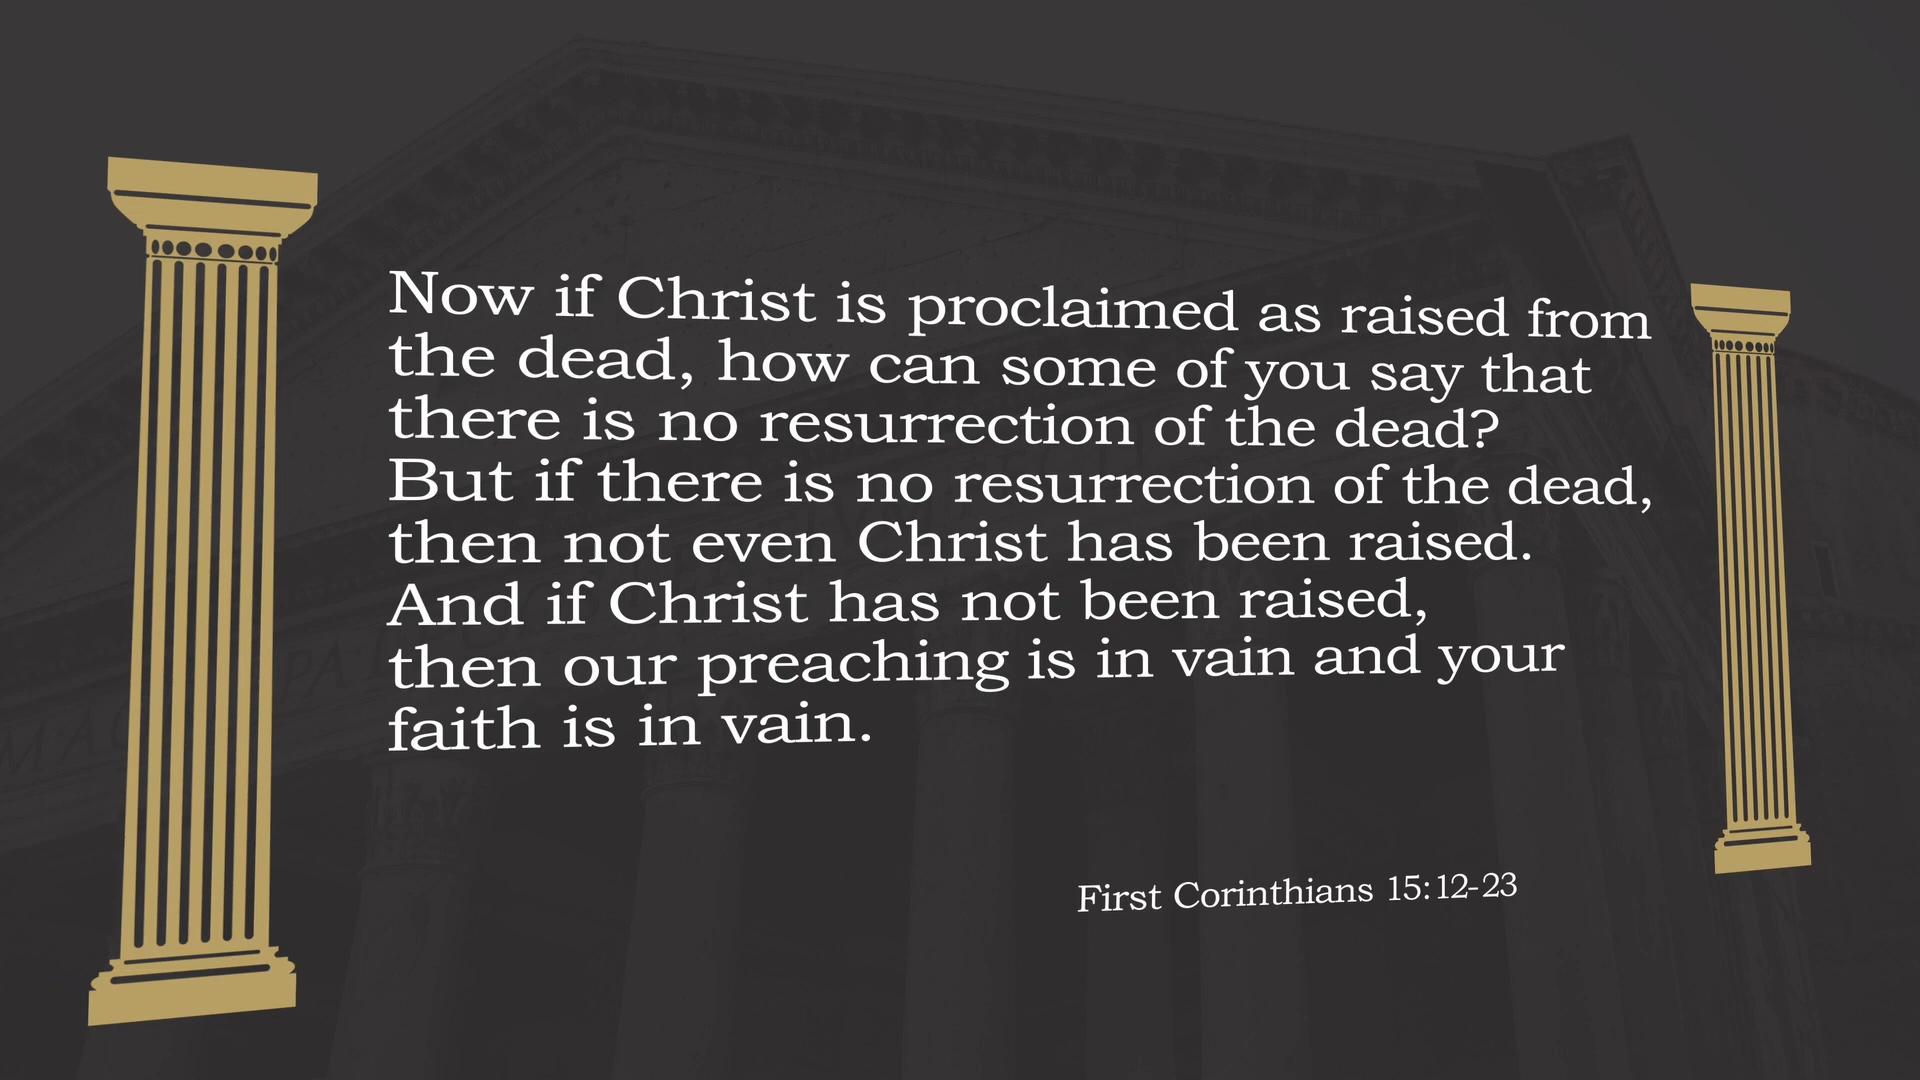 Now if Christ is proclaimed as raised from
the dead, how can some of you say that
there is no resurrection of the dead?
But if there is no resurrection of the dead,
then not even Christ has been raised.
And if Christ has not been raised,
then our preaching is in vain and your
faith is in vain.
First Corinthians 15:12-23